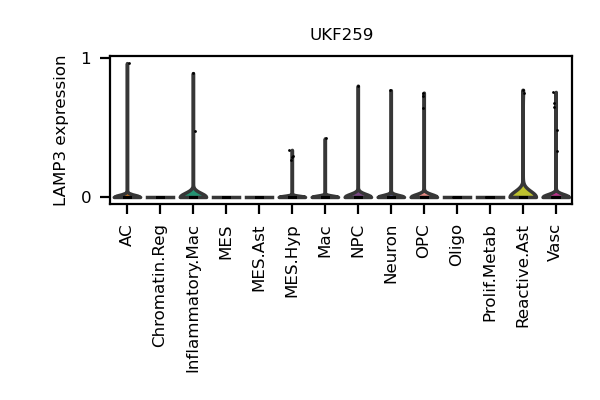 UKF259
LAMP3 expression
1
0
AC
Chromatin.Reg
Inflammatory.Mac
MES
MES.Ast
MES.Hyp
Mac
NPC
Neuron
OPC
Oligo
Prolif.Metab
Reactive.Ast
Vasc